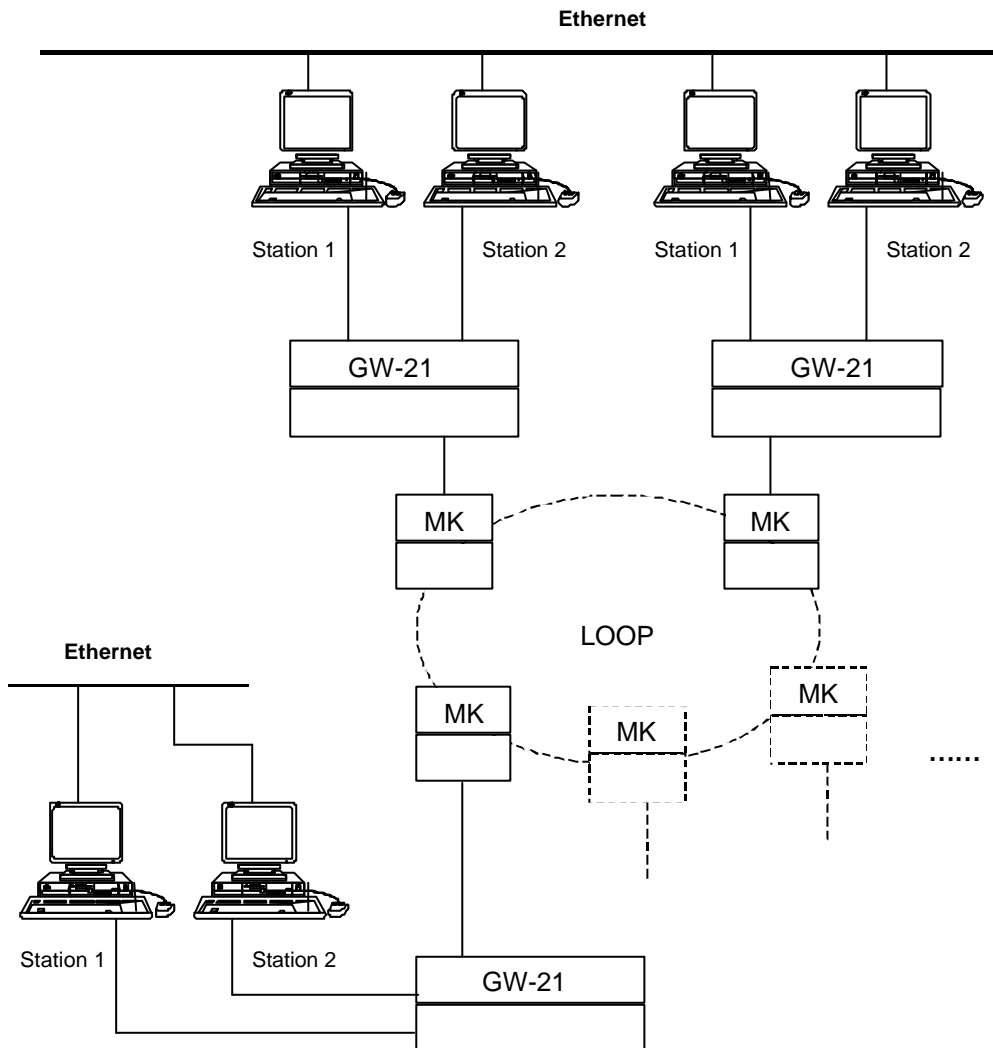 Ethernet
Station 1
Station 2
Station 1
Station 2
GW-21
GW-21
MK
MK
LOOP
Ethernet
MK
MK
MK
......
Station 1
Station 2
GW-21